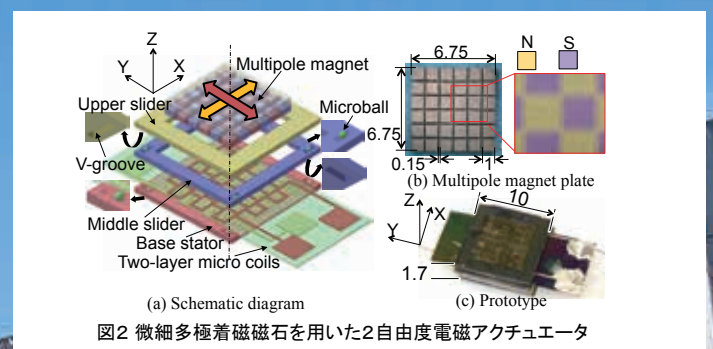 Z
Y
X
Multipole magnet
Upper slider
Microball
V-groove
Middle slider
Base stator
Two-layer micro coils
(a) Schematic diagram
6.75
N
S
6.75
0.15
1
(b) Multipole magnet plate
Z
X
Y
10
1.7
(c) Prototype
図2 微細多極着磁磁石を用いた2自由度電磁アクチュエータ